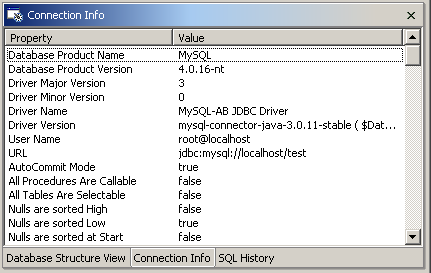 Connection Info
Property Value
Database Product Name MySQL
Database Product Version 4.0.16-nt
Driver Major Version 3
Driver Minor Version 0
Driver Name MySQL-AB JDBC Driver
Driver Version mysql-connector-java-3.0.11-stable ( $Dat...
User Name root@localhost
URL jdbc:mysql://localhost/test
AutoCommit Mode true
All Procedures Are Callable false
All Tables Are Selectable false
Nulls are sorted High false
Nulls are sorted Low true
Nulls are sorted at Start false
Database Structure View Connection Info SQL History